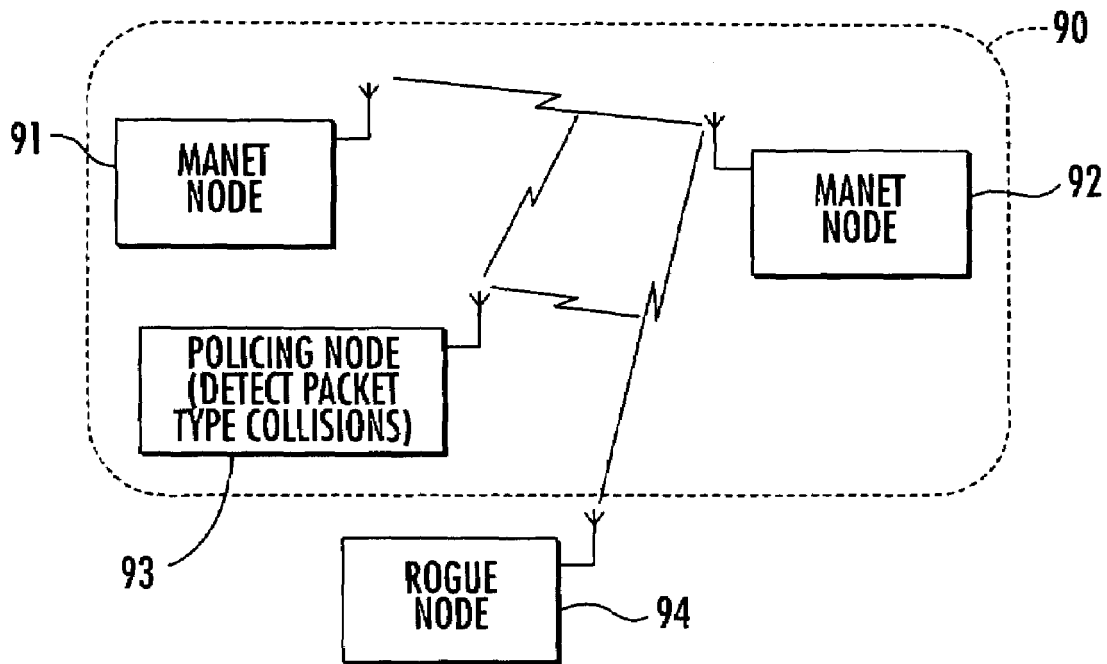 90
91
MANET
NODE
MANET
NODE
92
POLICING NODE
(DETECT PACKET
TYPE COLLISIONS)
93
ROGUE
NODE
94